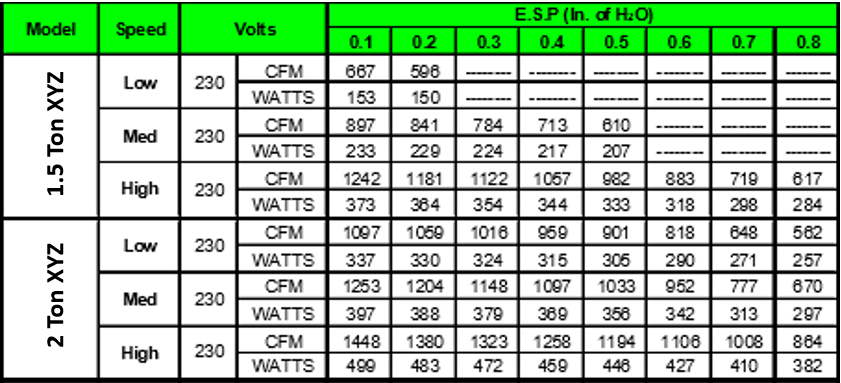 Model Speed Volts E.S.P (In. of H₂O)
0.1 0.2 0.3 0.4 0.5 0.6 0.7 0.8
1.5 Ton XYZ
Low 230 CFM 667 596 -------- -------- -------- -------- -------- --------
WATTS 153 150 -------- -------- -------- -------- -------- --------
Med 230 CFM 897 841 784 713 610 -------- -------- --------
WATTS 233 229 224 217 207 -------- -------- --------
High 230 CFM 1242 1181 1122 1057 982 883 719 617
WATTS 373 364 354 344 333 318 298 284
2 Ton XYZ
Low 230 CFM 1097 1059 1016 959 901 818 648 562
WATTS 337 330 324 315 305 290 271 257
Med 230 CFM 1253 1204 1148 1097 1033 952 777 670
WATTS 397 388 379 369 356 342 313 297
High 230 CFM 1448 1380 1323 1258 1194 1106 1008 864
WATTS 499 483 472 459 446 427 410 382